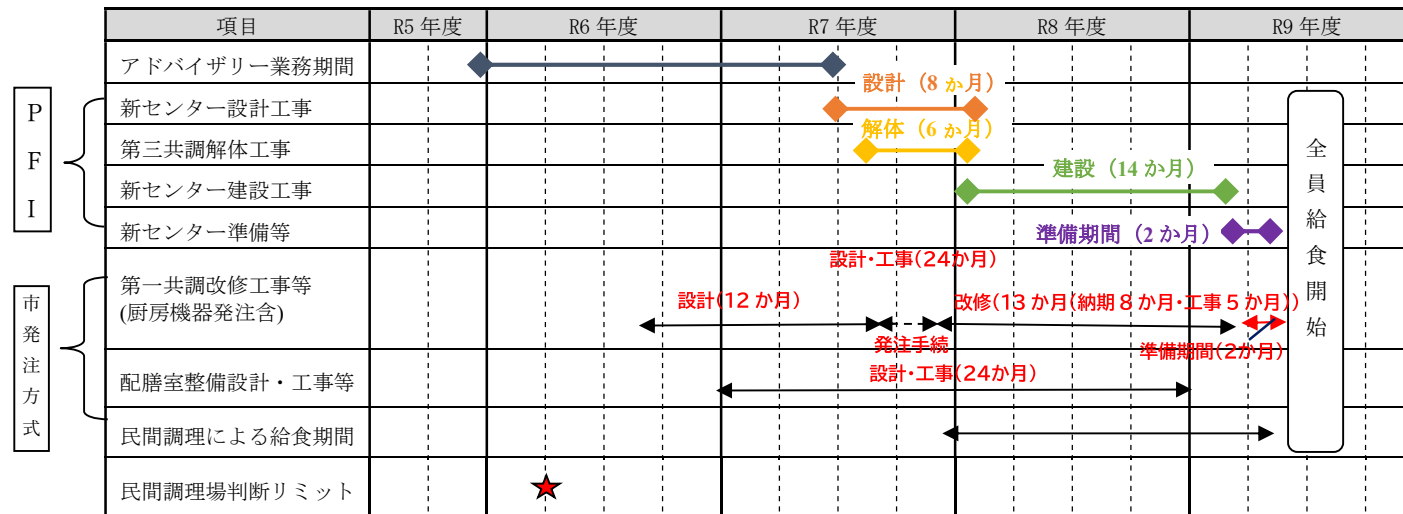 項目 R5 年度 R6 年度 R7 年度 R8 年度 R9 年度
アドバイザリー業務期間
PFI
新センター設計工事
設計（8 か月）
第三共調解体工事
解体（6 か月）
新センター建設工事
建設（14 か月）
新センター準備等
準備期間（2 か月）
市発注方式
第一共調改修工事等
(厨房機器発注含)
設計・工事(24か月)
設計(12 か月)
発注手続
改修(13 か月(納期 8 か月・工事 5 か月))
準備期間(2か月)
配膳室整備設計・工事等
設計・工事(24か月)
民間調理による給食期間
民間調理場判断リミット
全員給食開始